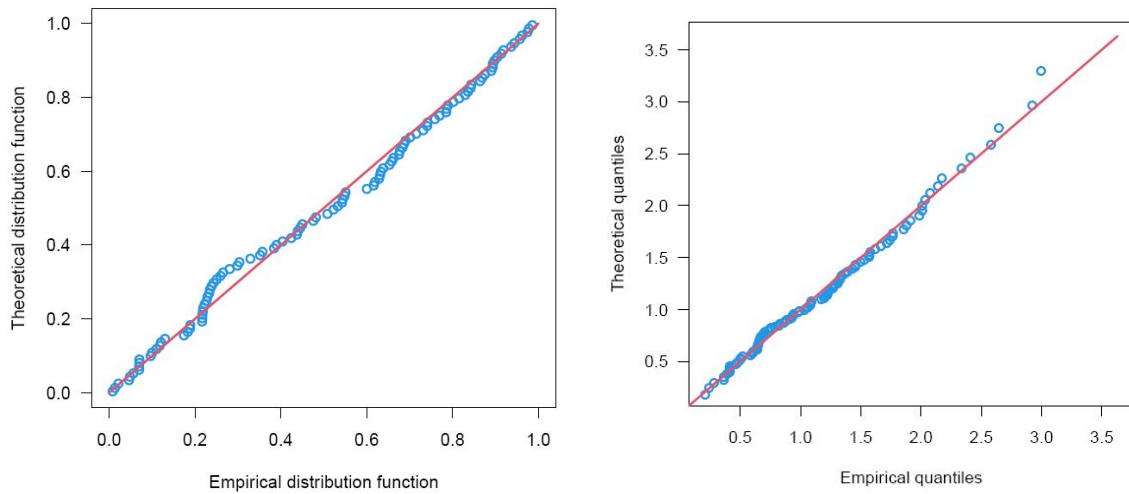 Theoretical distribution function
1.0
0.8
0.6
0.4
0.2
0.0
0.0 0.2 0.4 0.6 0.8 1.0
Empirical distribution function
Theoretical quantiles
3.5
3.0
2.5
2.0
1.5
1.0
0.5
0.5 1.0 1.5 2.0 2.5 3.0 3.5
Empirical quantiles